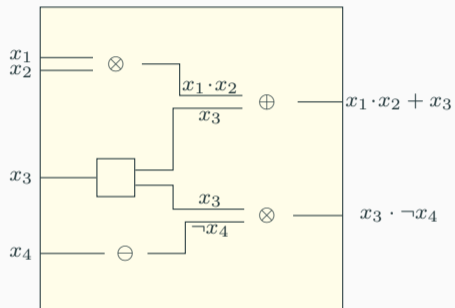 x₁
x₂
⊗
x₁·x₂
x₃
⊕
x₁·x₂ + x₃
x₃
x₃
¬x₄
⊗
x₃ · ¬x₄
x₄
⊖